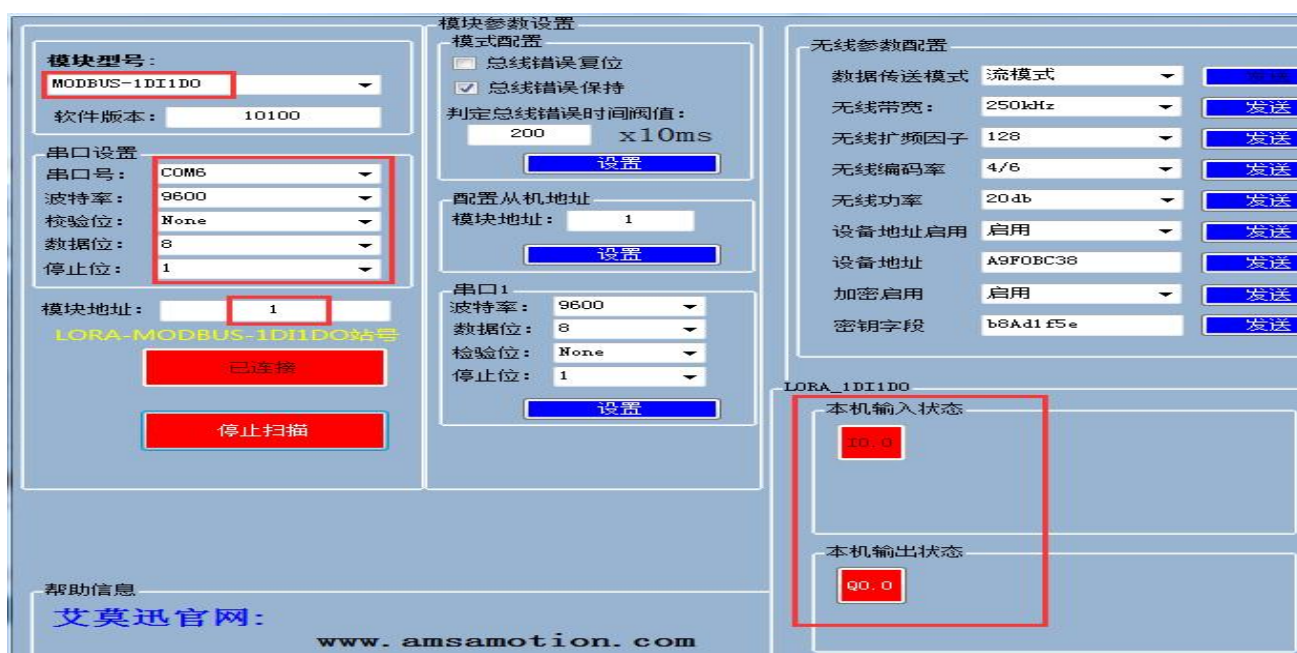 模块型号:
MODBUS-1DI1DO
软件版本: 10100
串口设置
串口号: COM6
波特率: 9600
校验位: None
数据位: 8
停止位: 1
模块地址: 1
LORA-MODBUS-1DI1DO站号
已连接
停止扫描
模块参数设置
模式配置
总线错误复位
总线错误保持
判定总线错误时间阀值:
200 x10ms
设置
配置从机地址
模块地址: 1
设置
串口1
波特率: 9600
数据位: 8
检验位: None
停止位: 1
设置
无线参数配置
数据传送模式 流模式 发送
无线带宽: 250kHz 发送
无线扩频因子 128 发送
无线编码率 4/6 发送
无线功率 20db 发送
设备地址启用 启用 发送
设备地址 A9F0BC38 发送
加密启用 启用 发送
密钥字段 b8Ad1f5e 发送
LORA_1DI1DO
本机输入状态
I0.0
本机输出状态
Q0.0
帮助信息
艾莫迅官网:
www.amsamotion.com